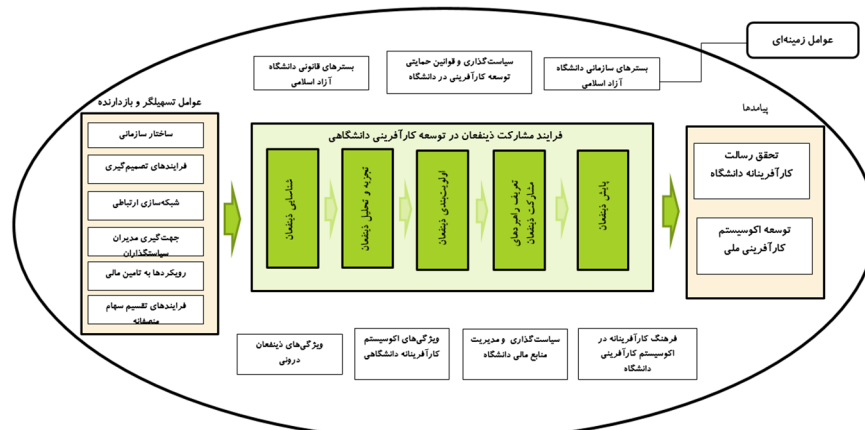 عوامل زمینه‌ای
بسترهای قانونی دانشگاه
آزاد اسلامی
سیاست‌گذاری و قوانین حمایتی
توسعه کارآفرینی در دانشگاه
بسترهای سازمانی دانشگاه
آزاد اسلامی
عوامل تسهیلگر و بازدارنده
ساختار سازمانی
فرایندهای تصمیم‌گیری
شبکه‌سازی ارتباطی
جهت‌گیری مدیران
سیاستگذاران
رویکردها به تامین مالی
فرایندهای تقسیم سهام
منصفانه
فرایند مشارکت ذینفعان در توسعه کارآفرینی دانشگاهی
شناسایی ذینفعان
تجزیه و تحلیل ذینفعان
اولویت‌بندی ذینفعان
تعریف راهبردهای
مشارکت ذینفعان
پایش ذینفعان
پیامدها
تحقق رسالت
کارآفرینانه دانشگاه
توسعه اکوسیستم
کارآفرینی ملی
ویژگی‌های ذینفعان
درونی
ویژگی‌های اکوسیستم
کارآفرینانه دانشگاهی
سیاست‌گذاری و مدیریت
منابع مالی دانشگاه
فرهنگ کارآفرینانه در
اکوسیستم کارآفرینی
دانشگاه